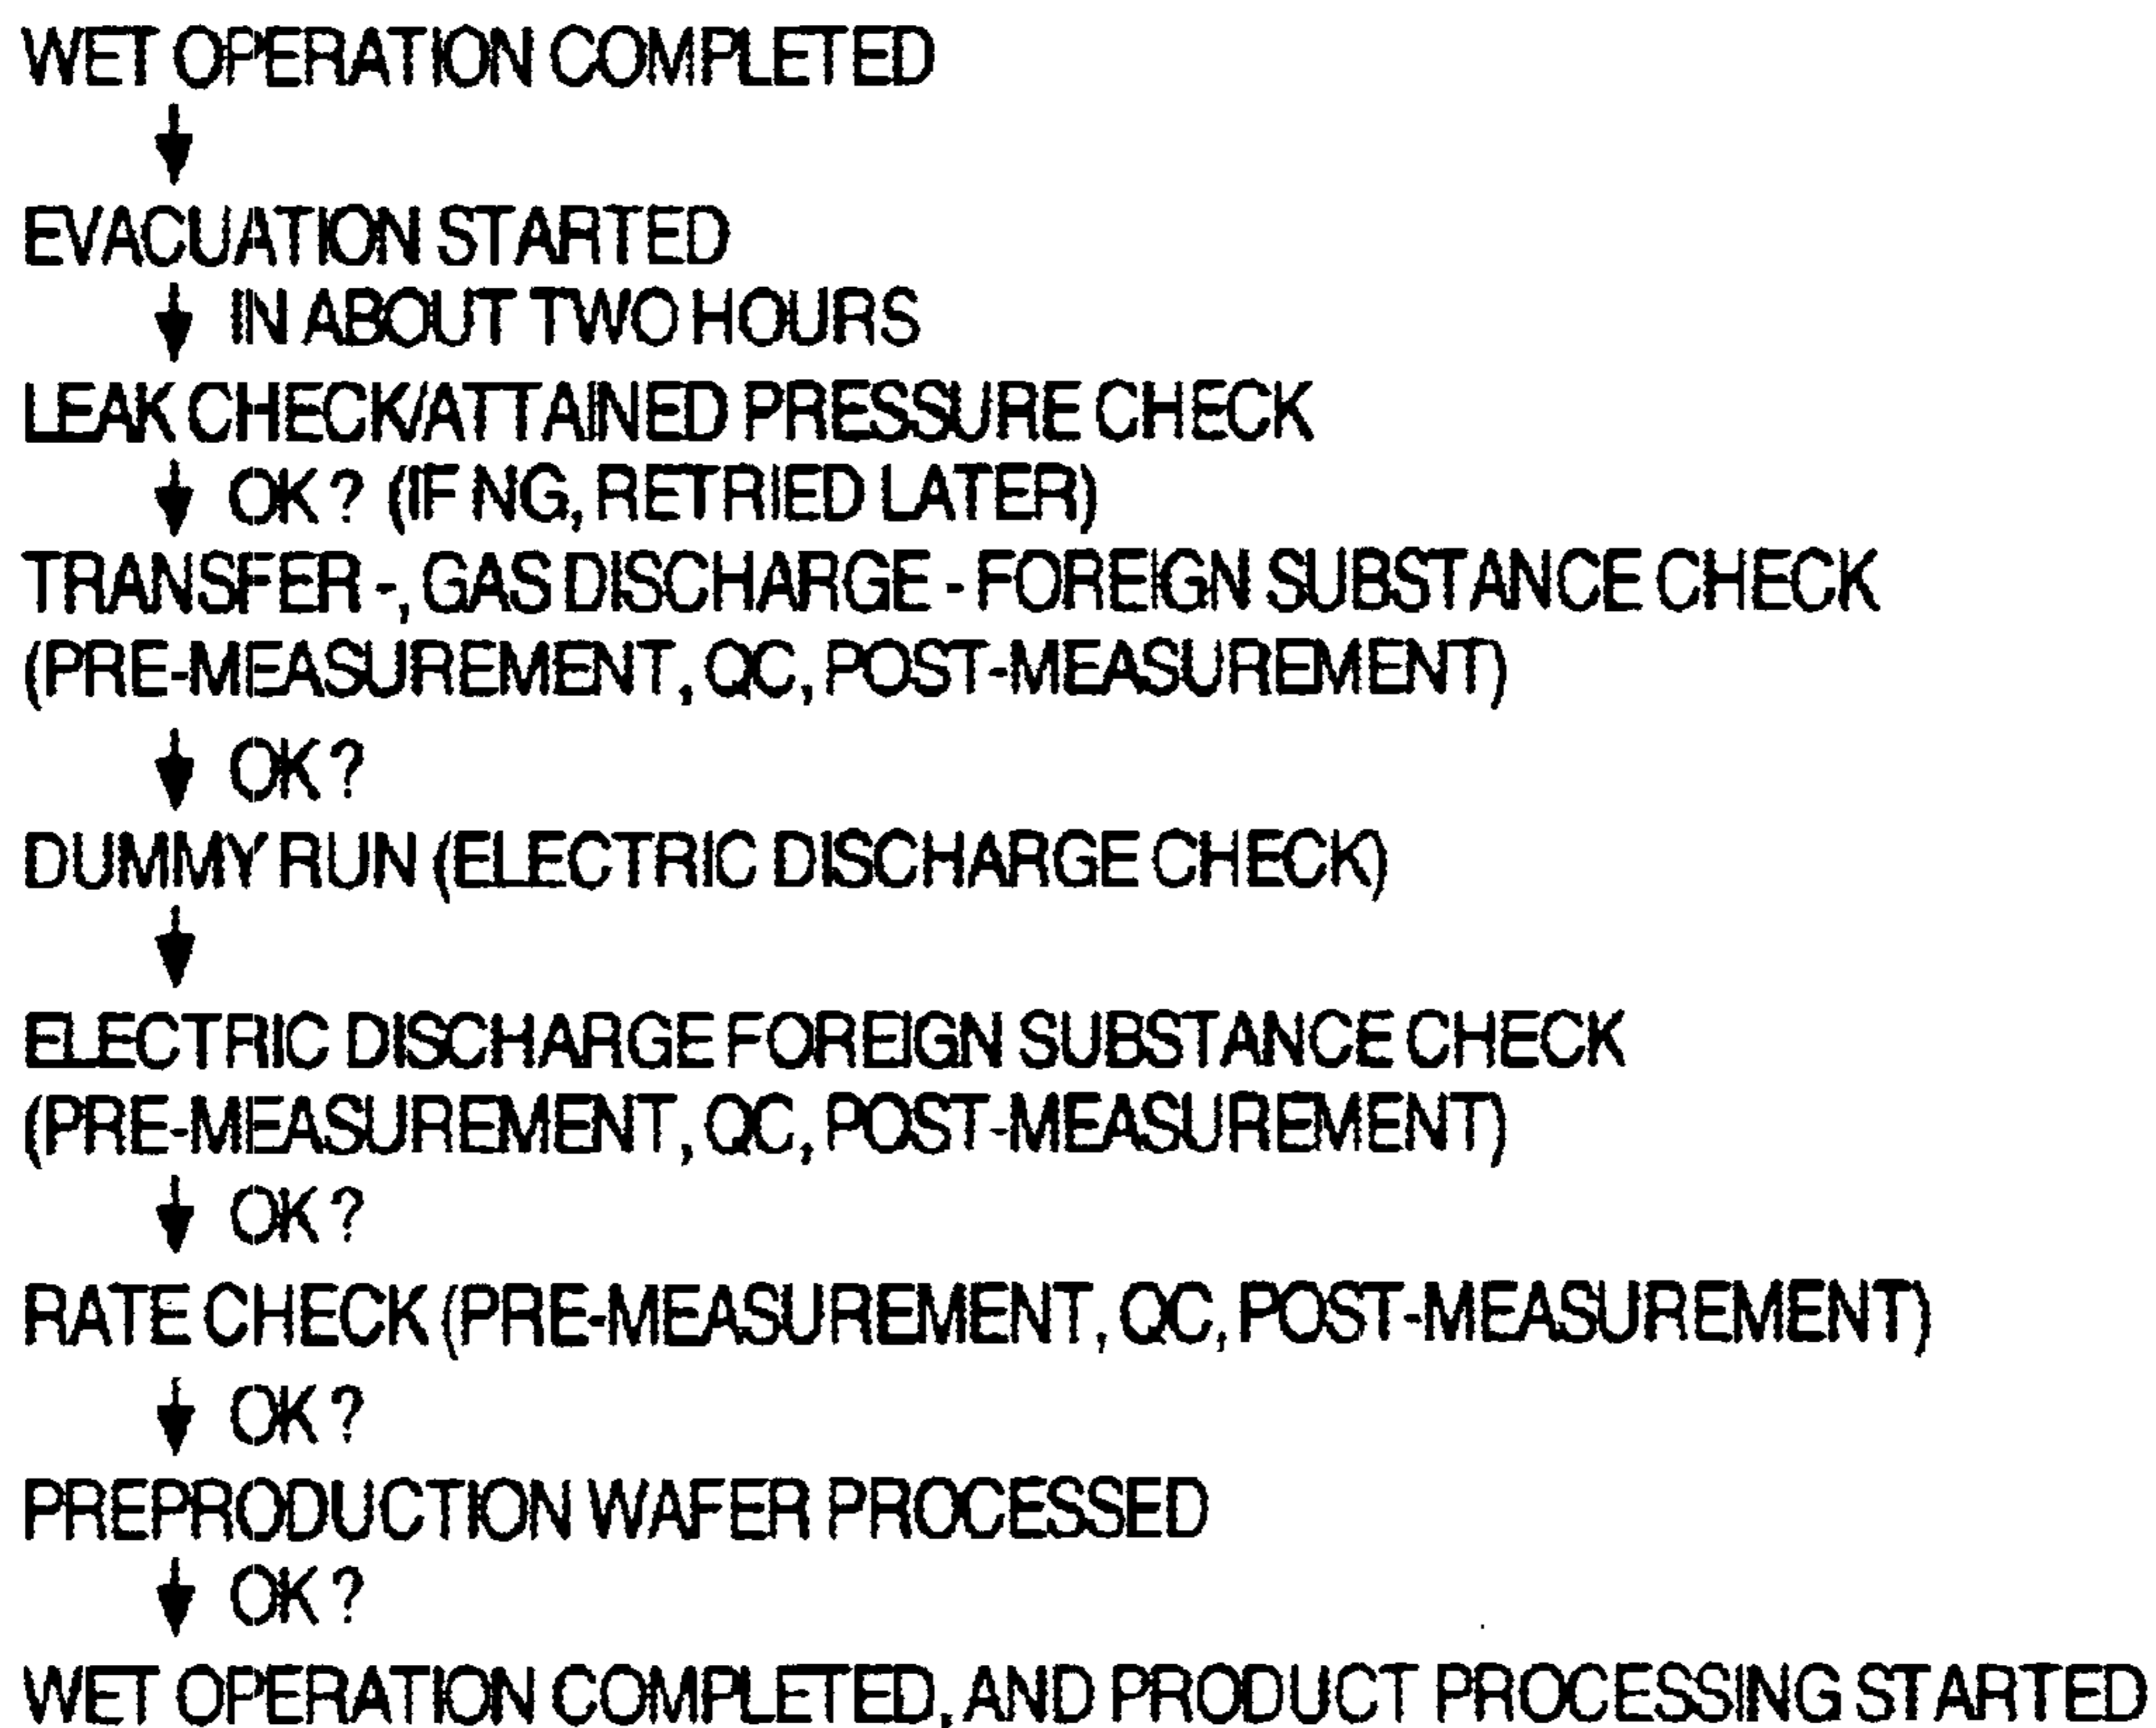 WET OPERATION COMPLETED
EVACUATION STARTED
IN ABOUT TWO HOURS
LEAK CHECK/ATTAINED PRESSURE CHECK
OK ? (IF NG, RETRIED LATER)
TRANSFER -, GAS DISCHARGE - FOREIGN SUBSTANCE CHECK
(PRE-MEASUREMENT, QC, POST-MEASUREMENT)
OK ?
DUMMY RUN (ELECTRIC DISCHARGE CHECK)
ELECTRIC DISCHARGE FOREIGN SUBSTANCE CHECK
(PRE-MEASUREMENT, QC, POST-MEASUREMENT)
OK ?
RATE CHECK (PRE-MEASUREMENT, QC, POST-MEASUREMENT)
OK ?
PREPRODUCTION WAFER PROCESSED
OK ?
WET OPERATION COMPLETED, AND PRODUCT PROCESSING STARTED